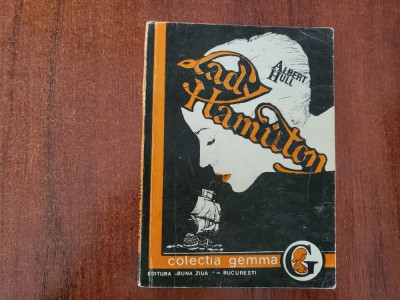 Lady
Hamilton
ALBERT
HULL
colectia gemma
G
EDITURA „BUNA ZIUA" - BUCURESTI